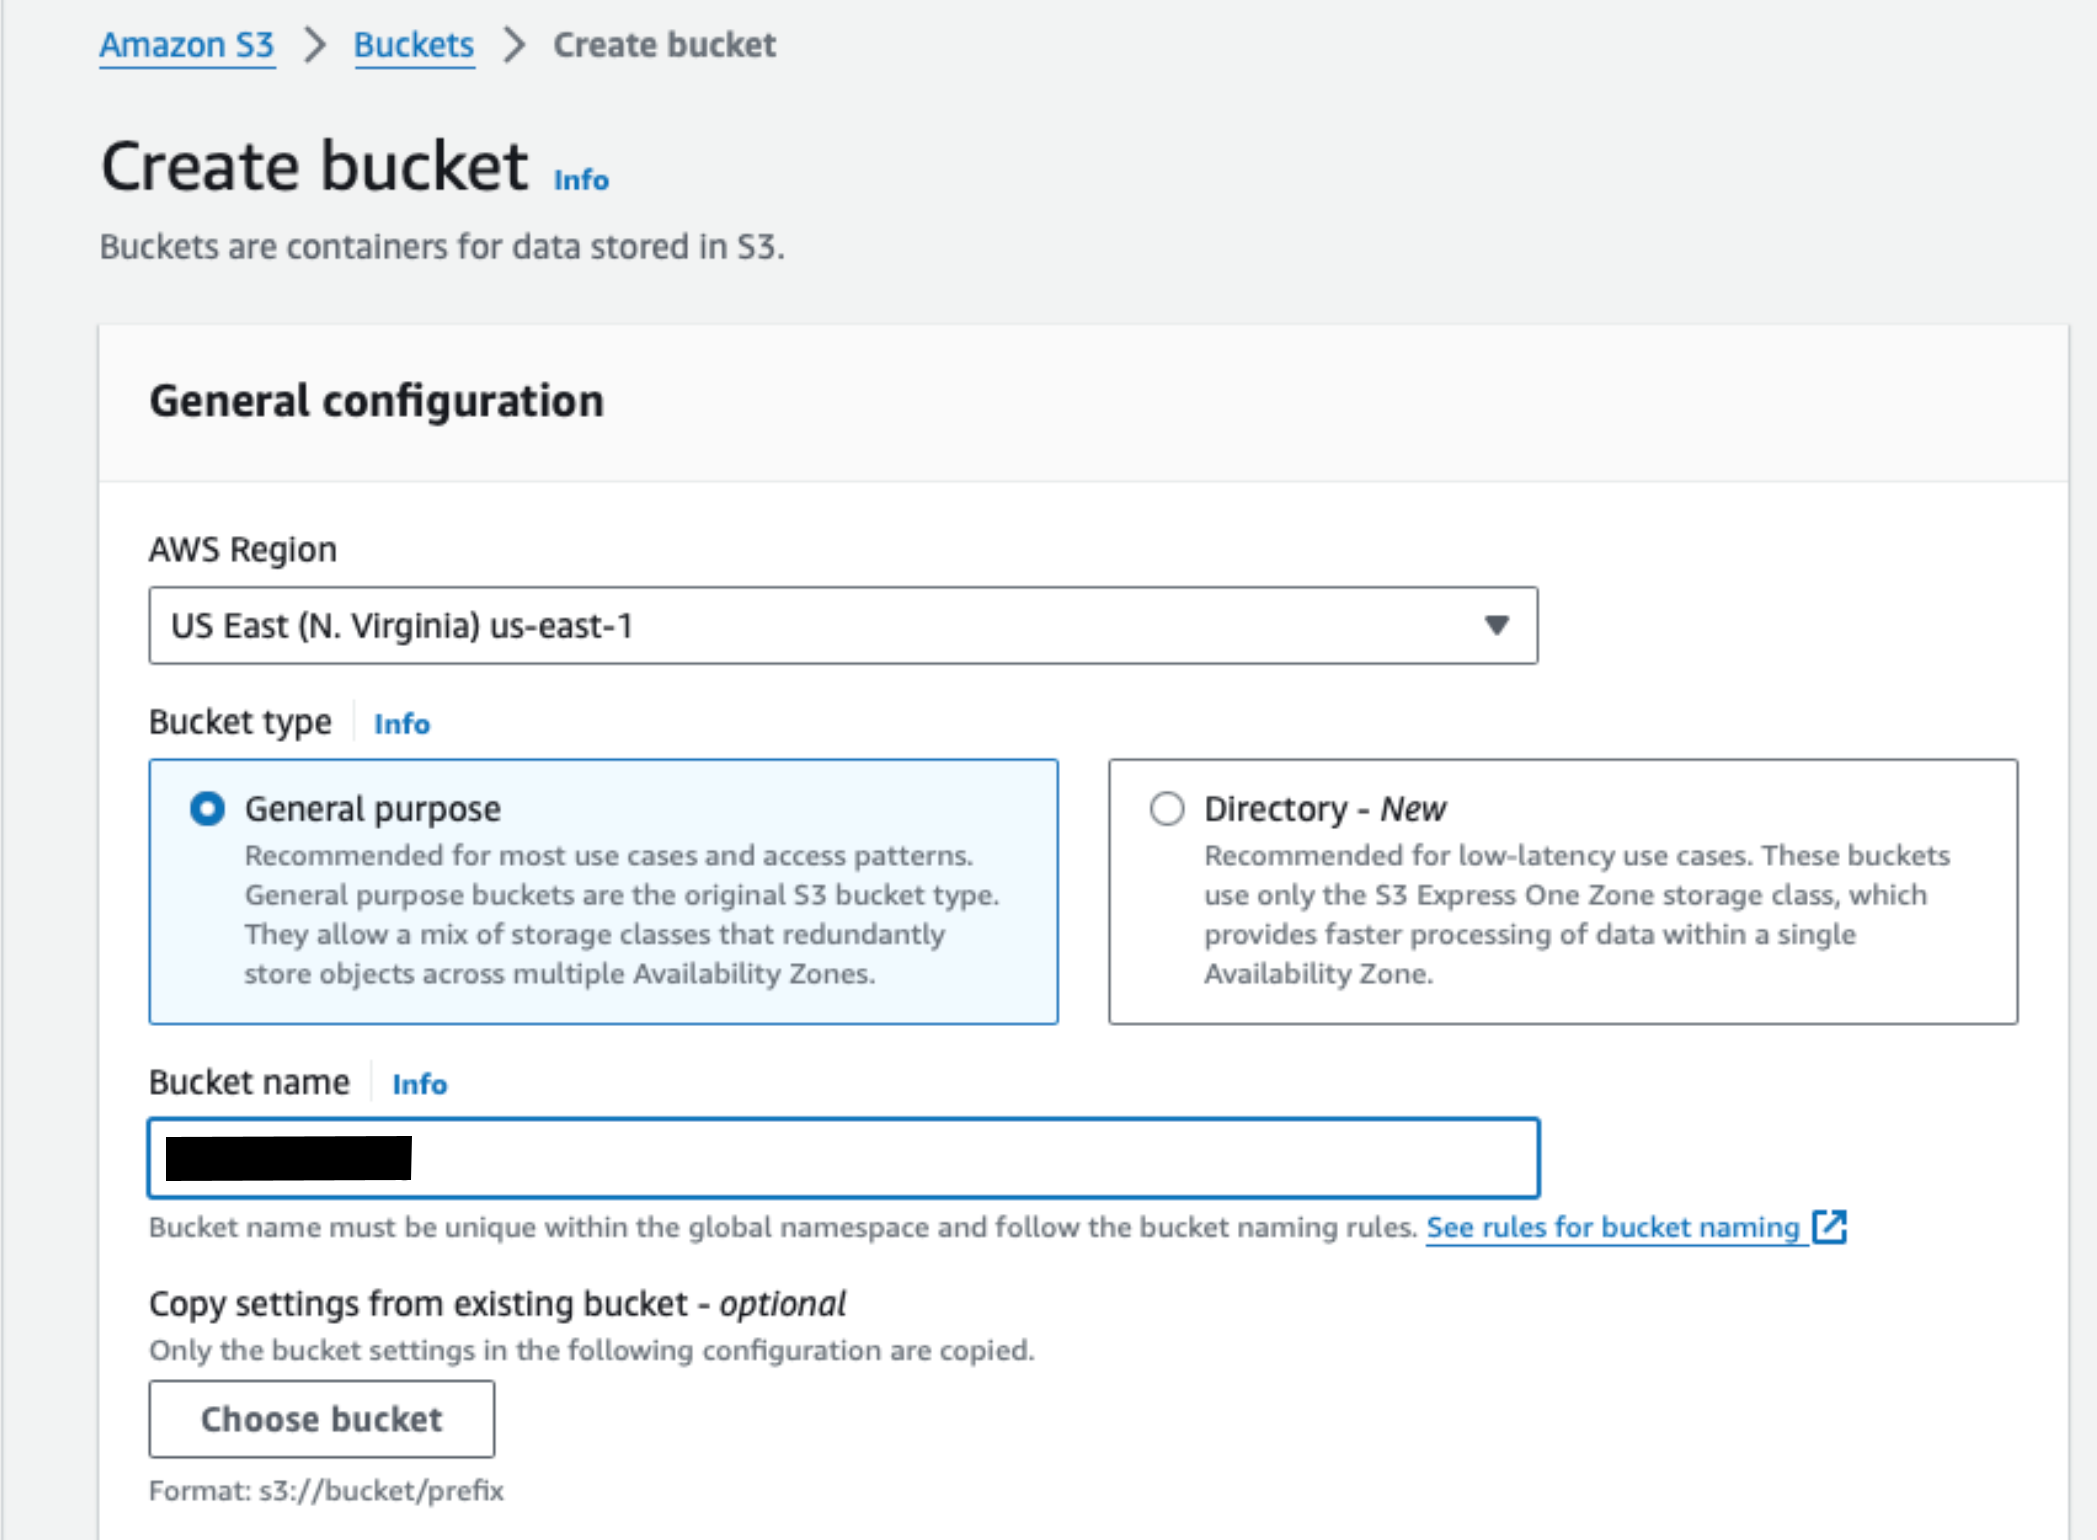 Amazon S3 > Buckets > Create bucket
Create bucket Info
Buckets are containers for data stored in S3.
General configuration
AWS Region
US East (N. Virginia) us-east-1
Bucket type Info
General purpose
Recommended for most use cases and access patterns.
General purpose buckets are the original S3 bucket type.
They allow a mix of storage classes that redundantly
store objects across multiple Availability Zones.
Directory - New
Recommended for low-latency use cases. These buckets
use only the S3 Express One Zone storage class, which
provides faster processing of data within a single
Availability Zone.
Bucket name Info
Bucket name must be unique within the global namespace and follow the bucket naming rules. See rules for bucket naming
Copy settings from existing bucket - optional
Only the bucket settings in the following configuration are copied.
Choose bucket
Format: s3://bucket/prefix